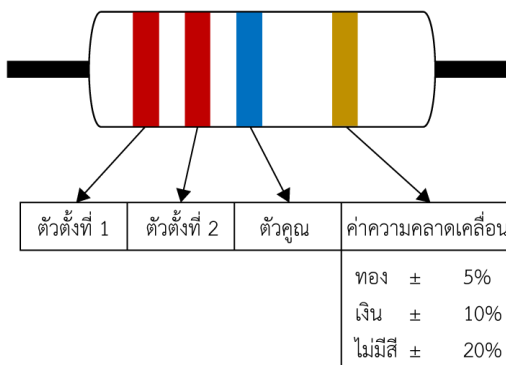 ตัวตั้งที่ 1 ตัวตั้งที่ 2 ตัวคูณ ค่าความคลาดเคลื่อน
ทอง ± 5%
เงิน ± 10%
ไม่มีสี ± 20%